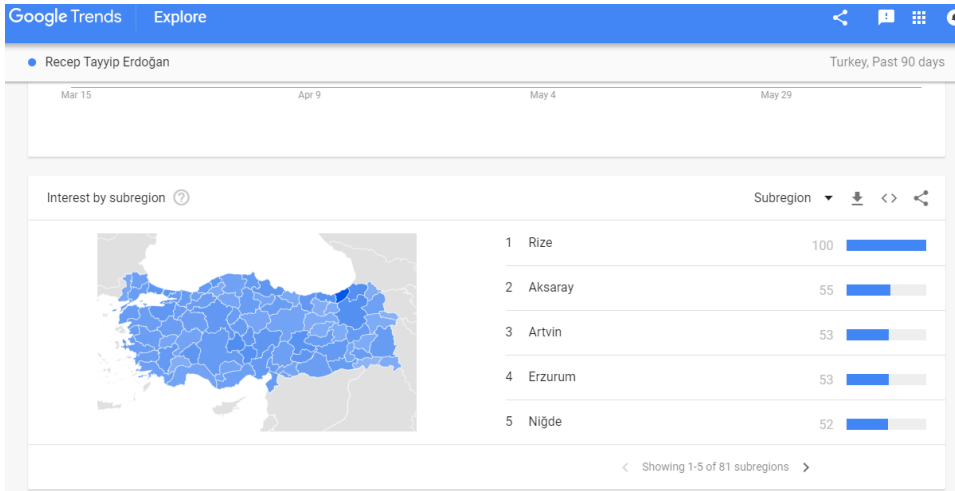 Google Trends Explore
Recep Tayyip Erdoğan Turkey, Past 90 days
Mar 15 Apr 9 May 4 May 29
Interest by subregion ? Subregion
1 Rize 100
2 Aksaray 55
3 Artvin 53
4 Erzurum 53
5 Niğde 52
Showing 1-5 of 81 subregions